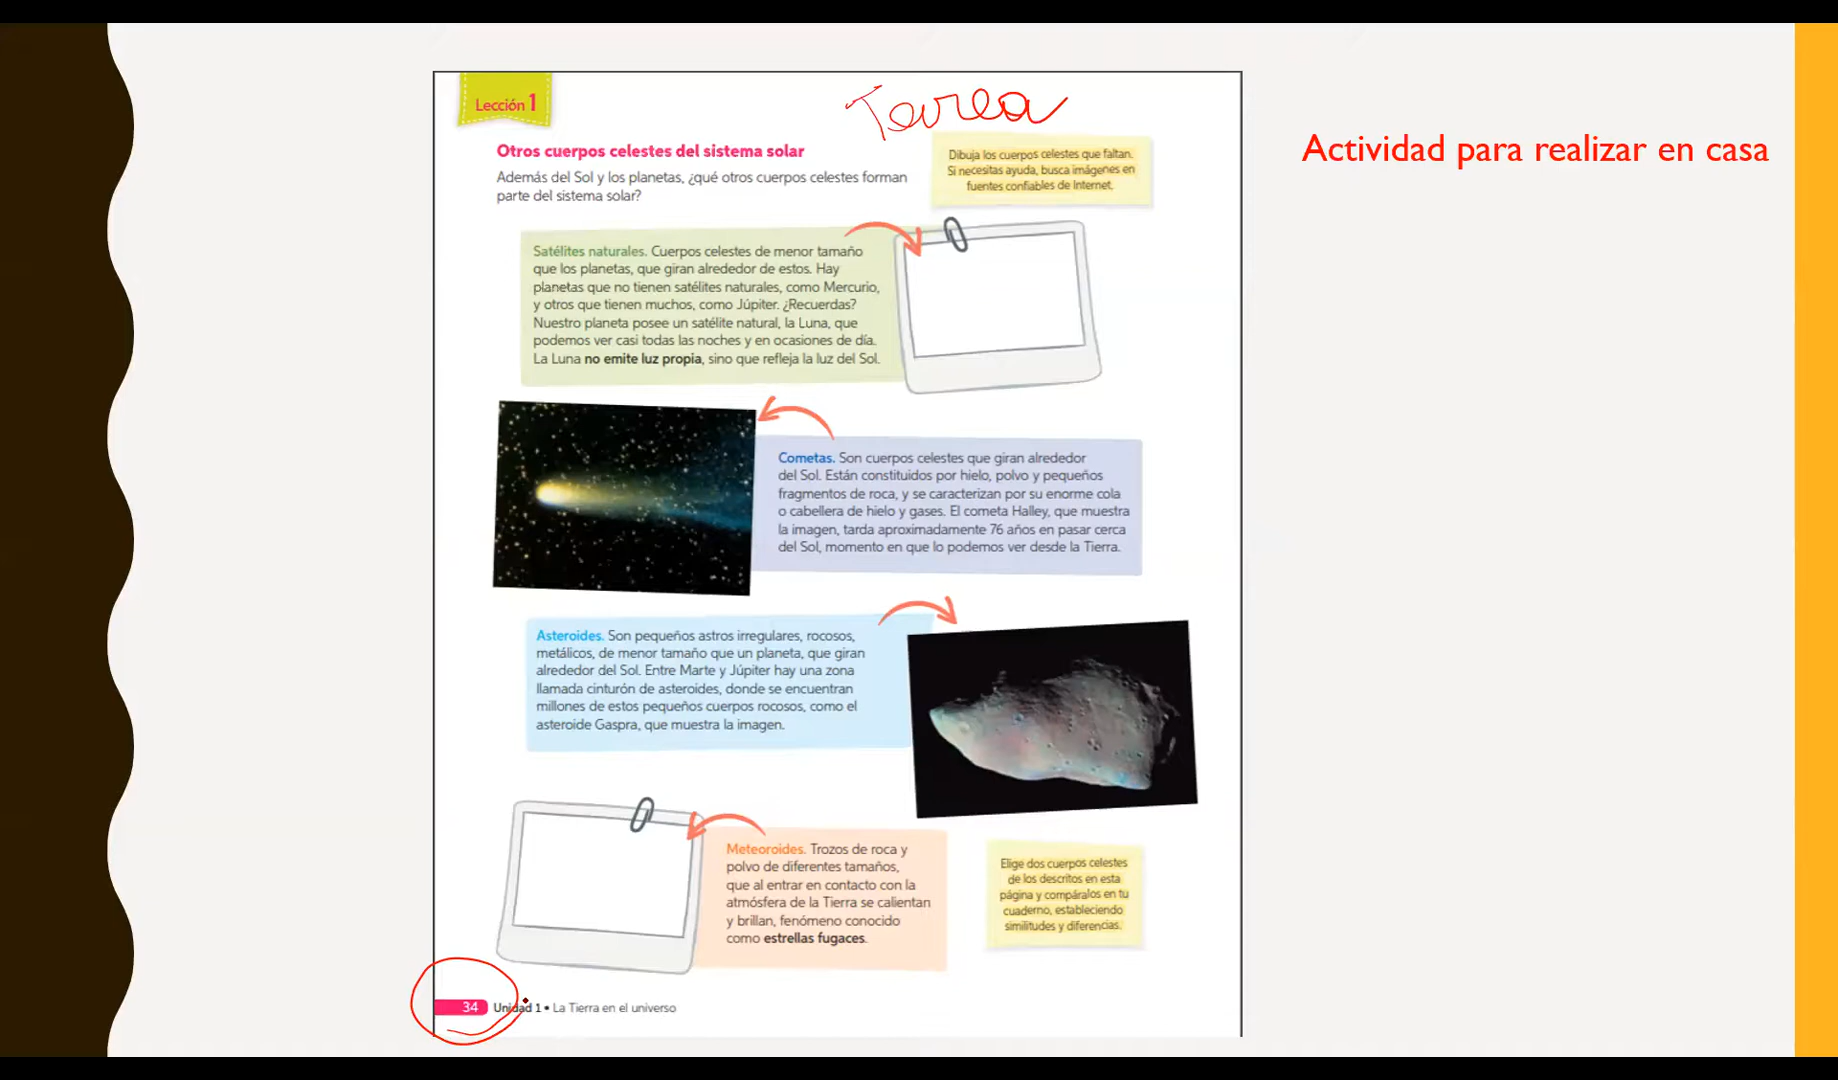 Lección 1
Tarea
Actividad para realizar en casa
Otros cuerpos celestes del sistema solar
Además del Sol y los planetas, ¿qué otros cuerpos celestes forman
parte del sistema solar?
Dibuja los cuerpos celestes que faltan.
Si necesitas ayuda, busca imágenes en
fuentes confiables de Internet.
Satélites naturales. Cuerpos celestes de menor tamaño
que los planetas, que giran alrededor de estos. Hay
planetas que no tienen satélites naturales, como Mercurio,
y otros que tienen muchos, como Júpiter. ¿Recuerdas?
Nuestro planeta posee un satélite natural, la Luna, que
podemos ver casi todas las noches y en ocasiones de día.
La Luna no emite luz propia, sino que refleja la luz del Sol.
Cometas. Son cuerpos celestes que giran alrededor
del Sol. Están constituidos por hielo, polvo y pequeños
fragmentos de roca, y se caracterizan por su enorme cola
o cabellera de hielo y gases. El cometa Halley, que muestra
la imagen, tarda aproximadamente 76 años en pasar cerca
del Sol, momento en que lo podemos ver desde la Tierra.
Asteroides. Son pequeños astros irregulares, rocosos,
metálicos, de menor tamaño que un planeta, que giran
alrededor del Sol. Entre Marte y Júpiter hay una zona
llamada cinturón de asteroides, donde se encuentran
millones de estos pequeños cuerpos rocosos, como el
asteroide Gaspra, que muestra la imagen.
Meteoroides. Trozos de roca y
polvo de diferentes tamaños,
que al entrar en contacto con la
atmósfera de la Tierra se calientan
y brillan, fenómeno conocido
como estrellas fugaces.
Elige dos cuerpos celestes
de los descritos en esta
página y compáralos en tu
cuaderno, estableciendo
similitudes y diferencias.
34 Unidad 1 • La Tierra en el universo